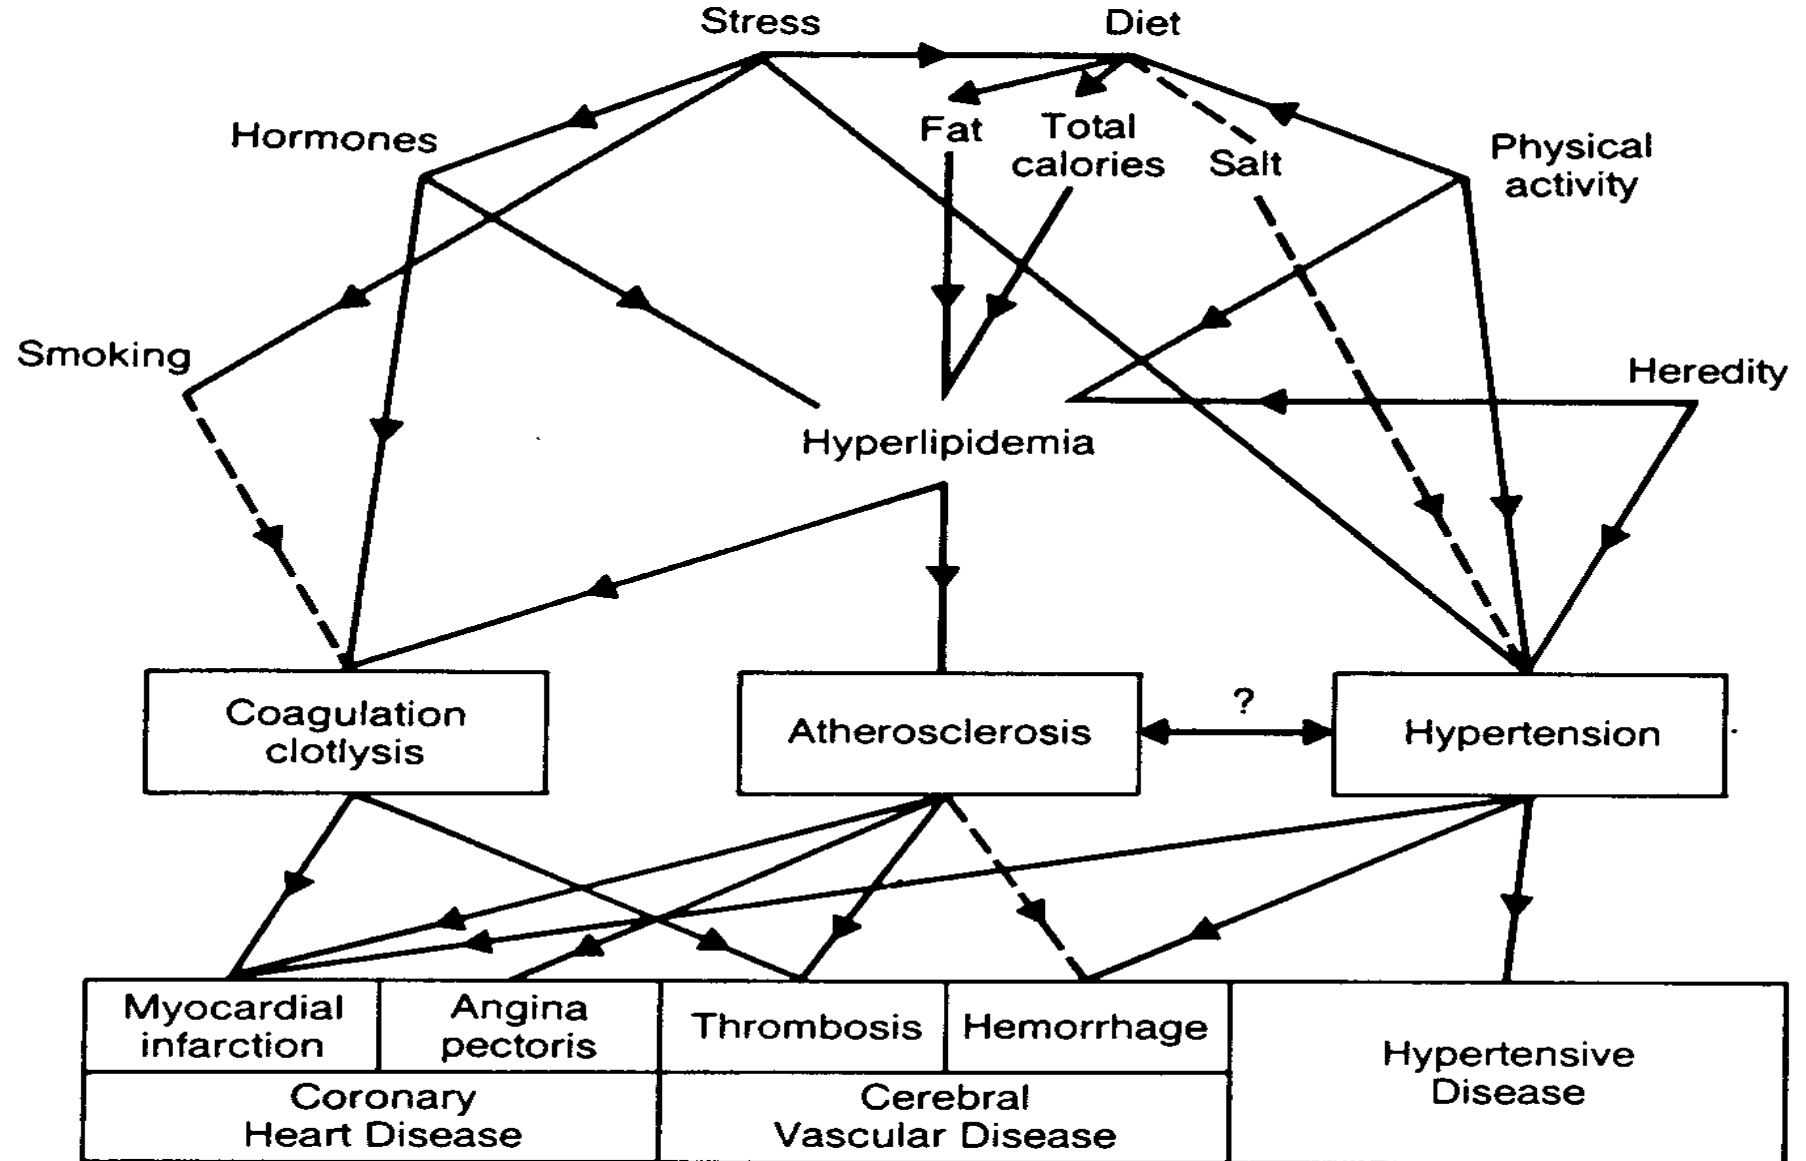 Stress
Diet
Hormones
Fat
Total
calories
Salt
Physical
activity
Smoking
Heredity
Hyperlipidemia
Coagulation
clotlysis
Atherosclerosis
?
Hypertension
Myocardial
infarction
Angina
pectoris
Thrombosis
Hemorrhage
Hypertensive
Disease
Coronary
Heart Disease
Cerebral
Vascular Disease